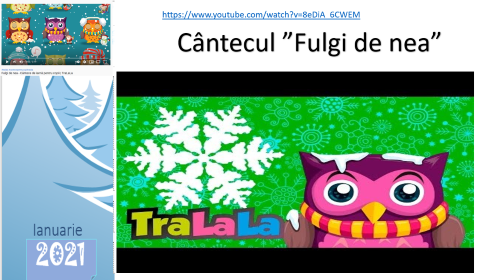 https://www.youtube.com/watch?v=8eDiA_6CWEM
Cântecul ”Fulgi de nea”
TraLaLa
Ianuarie
2021